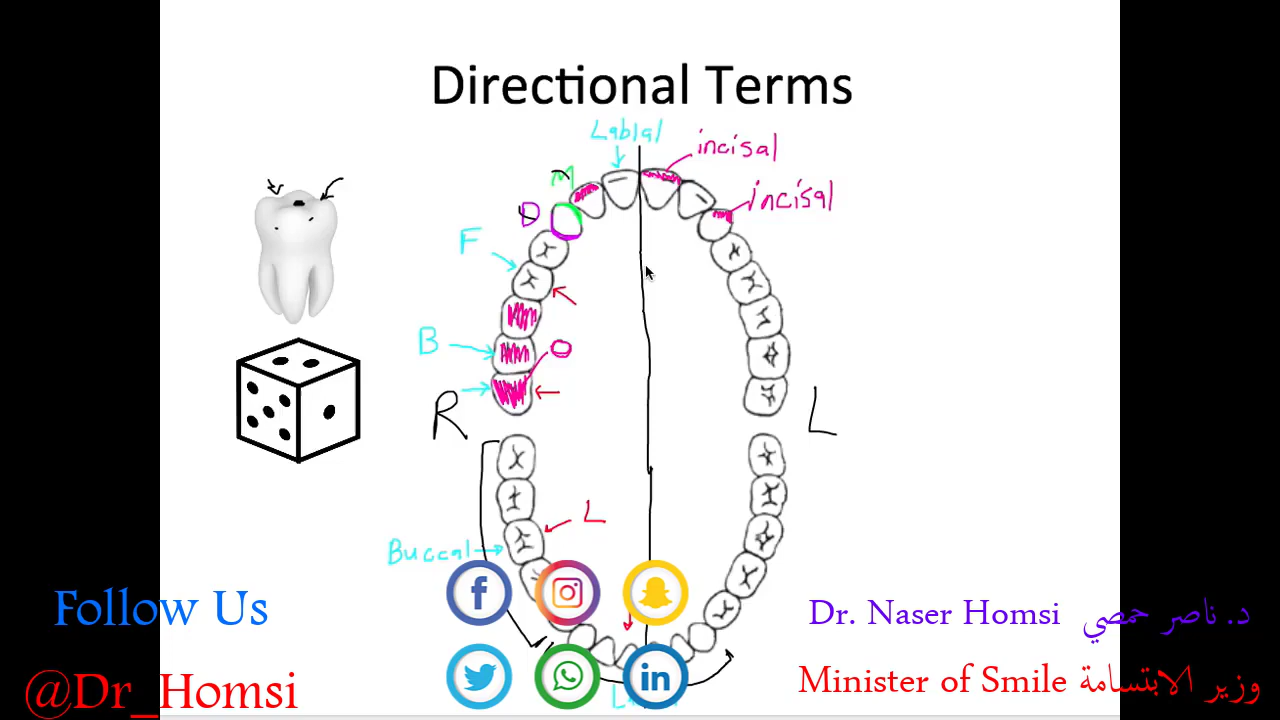 Directional Terms
Labial
incisal
M
incisal
D
F
B
O
R
L
L
Buccal
Follow Us
@Dr_Homsi
Dr. Naser Homsi د. ناصر حمصي
Minister of Smile وزير الابتسامة